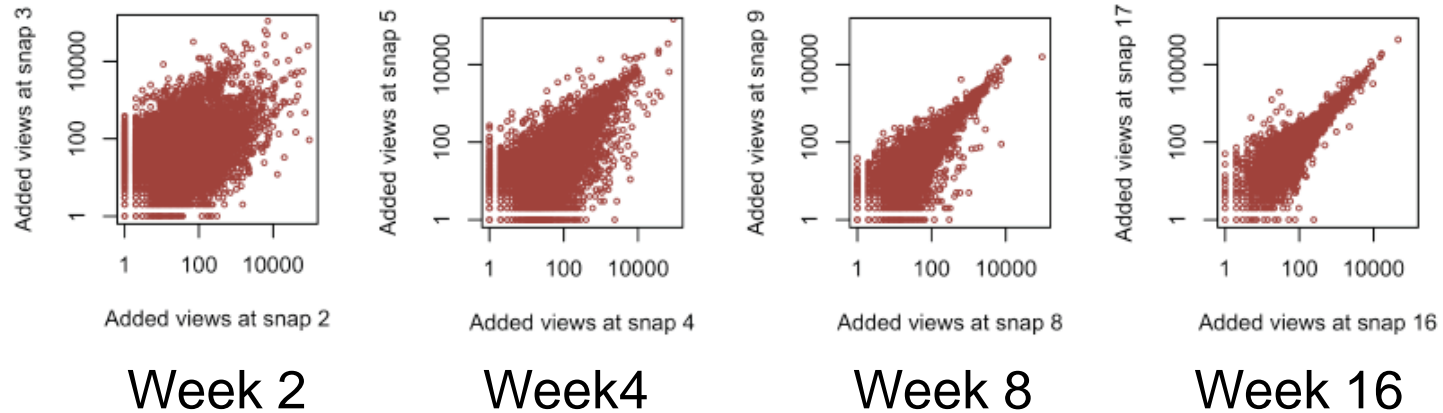 Added views at snap 3
10000
100
1
1 100 10000
Added views at snap 2
Week 2
Added views at snap 5
10000
100
1
1 100 10000
Added views at snap 4
Week4
Added views at snap 9
10000
100
1
1 100 10000
Added views at snap 8
Week 8
Added views at snap 17
10000
100
1
1 100 10000
Added views at snap 16
Week 16